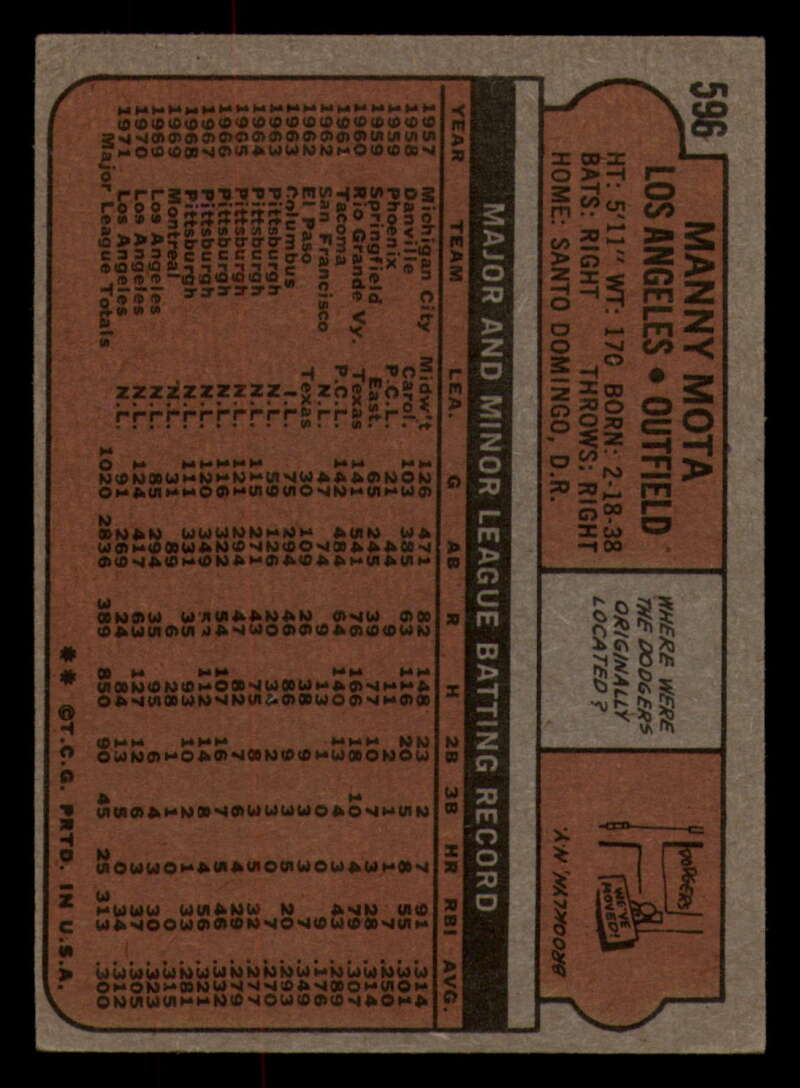 596
MANNY MOTA
LOS ANGELES • OUTFIELD
HT: 5'11" WT: 170 BORN: 2-18-38
BATS: RIGHT THROWS: RIGHT
HOME: SANTO DOMINGO, D.R.
WHERE WERE
THE DODGERS
ORIGINALLY
LOCATED?
DODGERS
WE'VE
MOVED!
BROOKLYN, N.Y.
MAJOR AND MINOR LEAGUE BATTING RECORD
YEAR TEAM LEA. G AB R H 2B 3B HR RBI AVG.
1957 Michigan City Midw't 126 471 82 148 23 2 7 91 .314
1958 Danville Carol. 103 385 63 116 20 5 8 55 .301
1959 Phoenix P.C.L. 21 44 9 11 2 1 1 7 .250
1959 Springfield East. 65 245 39 77 10 7 3 28 .314
1960 Rio Grande Vy. Texas 141 541 76 166 18 10 4 79 .307
1961 Tacoma P.C.L. 142 484 64 140 13 4 3 43 .289
1962 San Francisco N.L. 47 74 9 13 1 0 0 9 .176
1962 El Paso Texas 30 109 26 38 9 3 3 7 .349
1963 Columbus I.L. 75 294 46 86 9 3 5 20 .293
1963 Pittsburgh N.L. 59 126 20 34 2 3 0 7 .270
1964 Pittsburgh N.L. 115 271 43 75 8 3 5 32 .277
1965 Pittsburgh N.L. 121 294 47 82 7 6 4 29 .279
1966 Pittsburgh N.L. 116 322 54 107 16 7 5 46 .332
1967 Pittsburgh N.L. 120 349 53 112 14 8 4 56 .321
1968 Pittsburgh N.L. 111 331 35 93 10 2 1 33 .281
1969 Montreal N.L. 31 89 6 28 1 1 0 0 .315
1969 Los Angeles N.L. 85 294 35 95 6 4 3 30 .323
1970 Los Angeles N.L. 124 417 63 127 12 6 3 37 .305
1971 Los Angeles N.L. 91 269 24 84 13 5 0 34 .312
Major League Totals 1020 2836 389 850 90 45 25 313 .300
** ©T.C.G. PRTD. IN U.S.A.